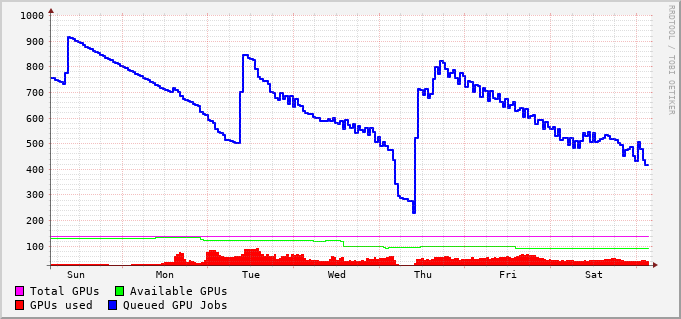 1000
900
800
700
600
500
400
300
200
100
Sun Mon Tue Wed Thu Fri Sat
RRDTOOL / TOBI OETIKER
Total GPUs Available GPUs
GPUs used Queued GPU Jobs